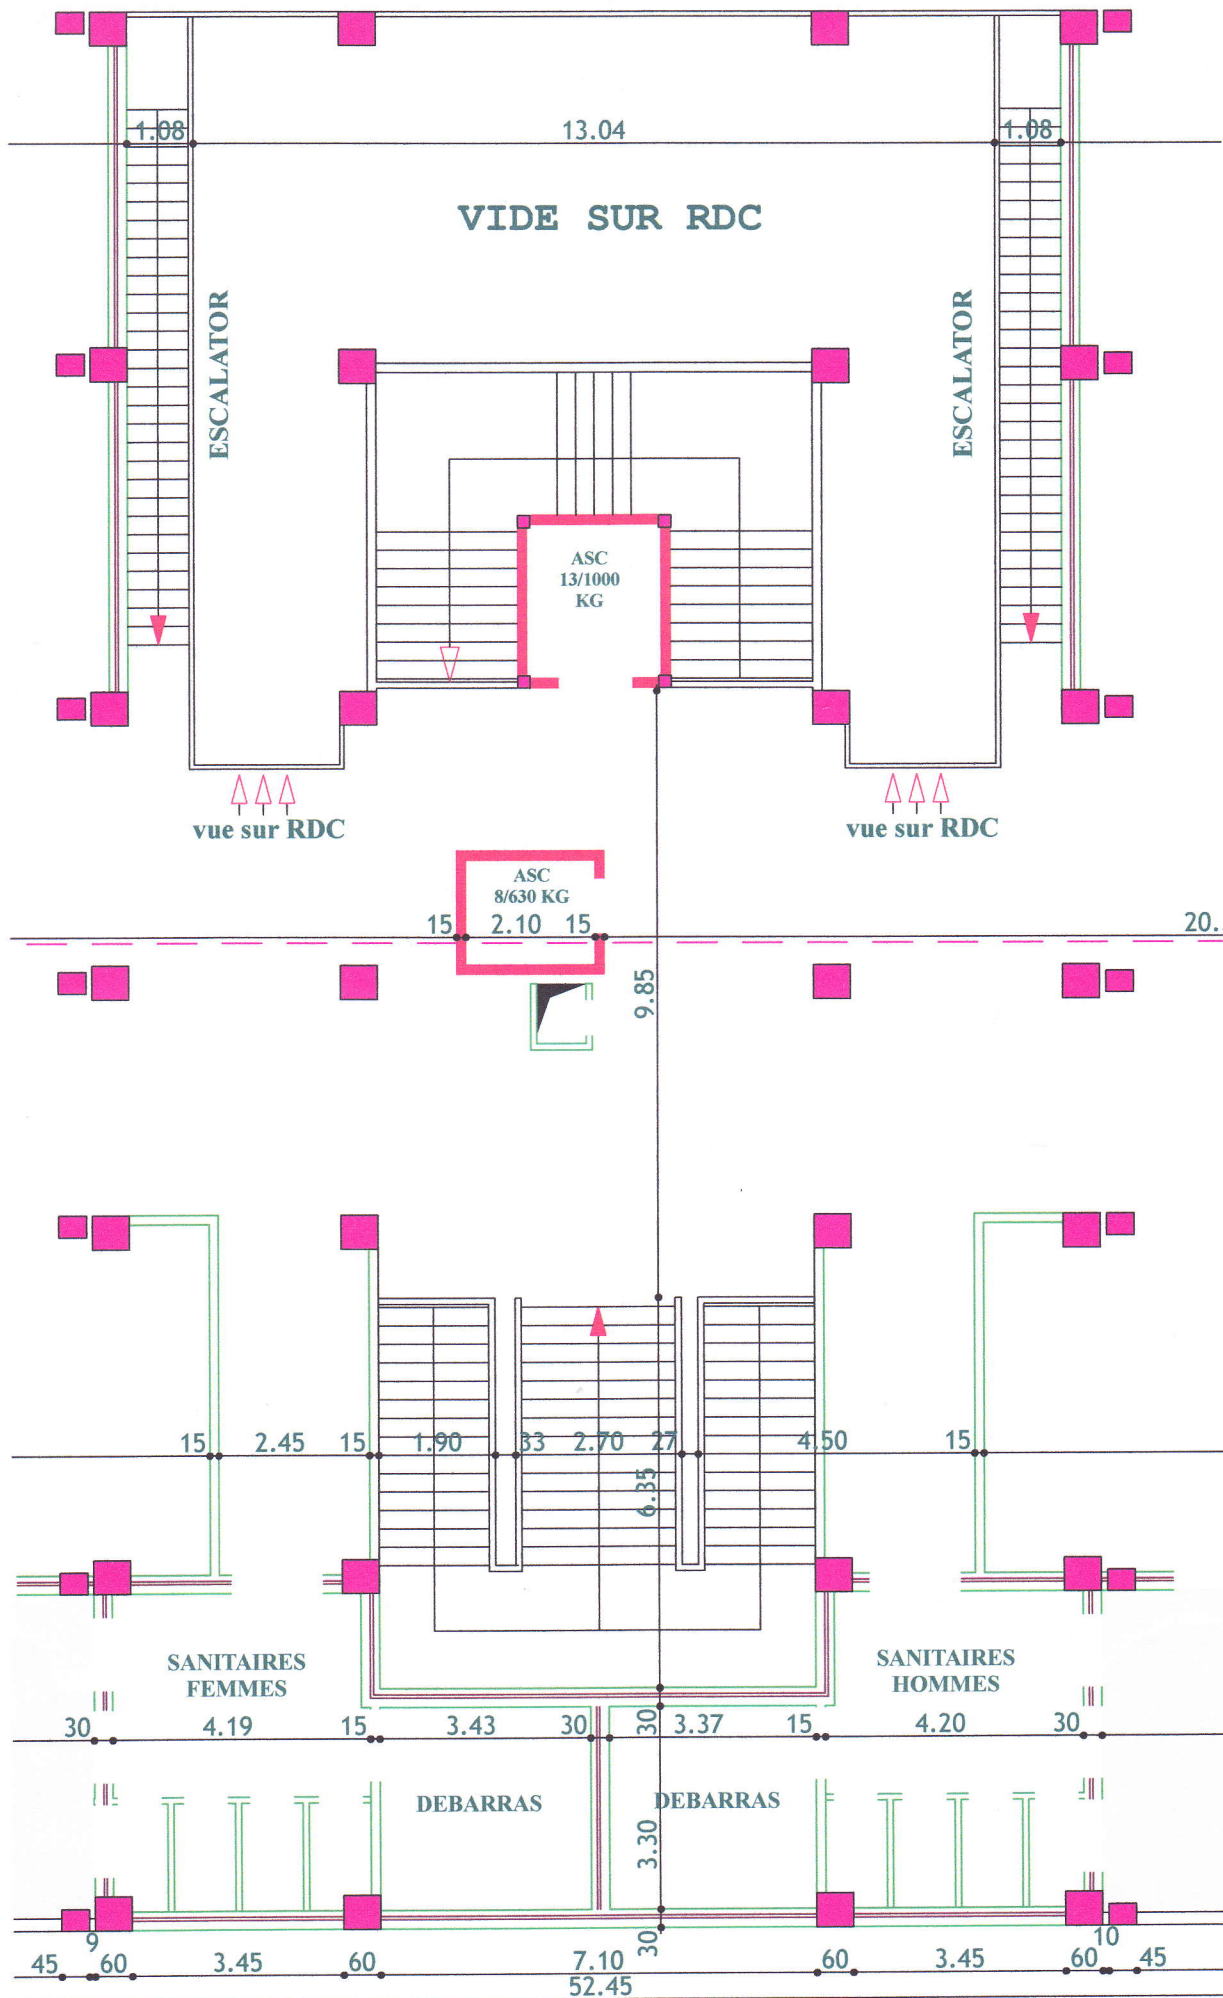 1.08
13.04
1.08
VIDE SUR RDC
ESCALATOR
ESCALATOR
ASC
13/1000
KG
vue sur RDC
vue sur RDC
ASC
8/630 KG
15
2.10
15
20.
9.85
15
2.45
15
1.90
33
2.70
27
4.50
15
6.35
SANITAIRES
FEMMES
SANITAIRES
HOMMES
30
4.19
15
3.43
30
30
3.37
15
4.20
30
DEBARRAS
DEBARRAS
3.30
30
9
10
45
60
3.45
60
7.10
60
3.45
60
45
52.45